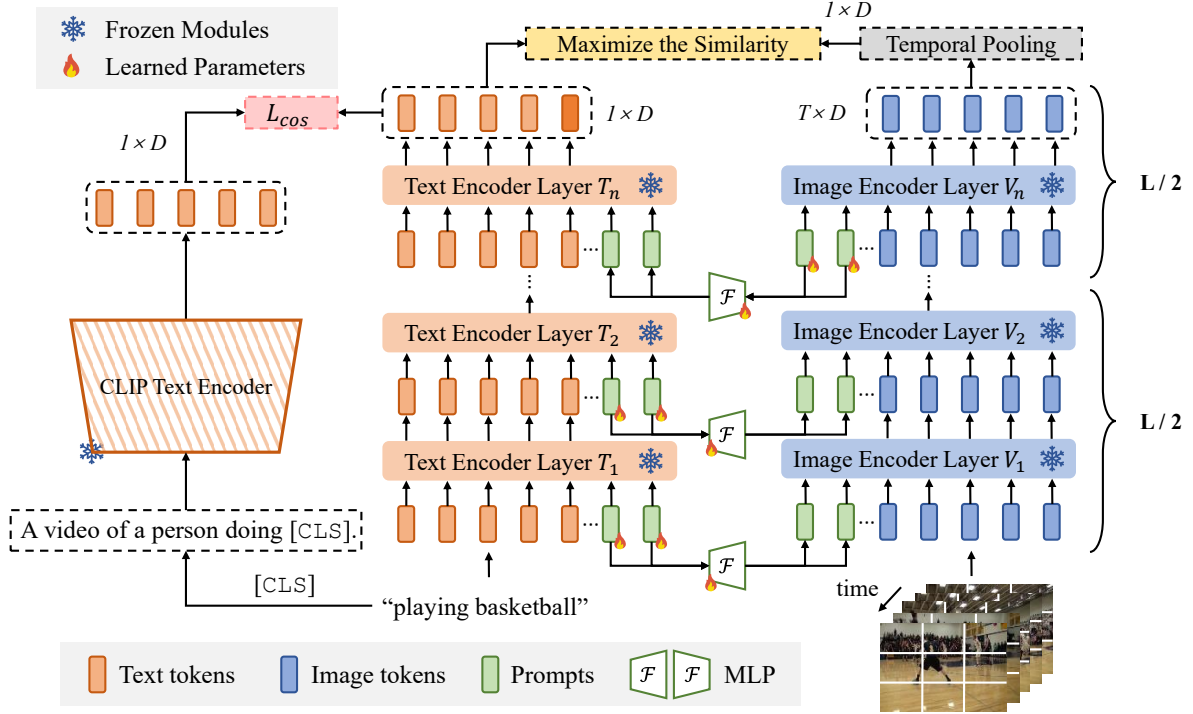 Frozen Modules
Learned Parameters
1 × D
Maximize the Similarity
Temporal Pooling
L_cos
1 × D
1 × D
T × D
Text Encoder Layer T_n
Image Encoder Layer V_n
L / 2
...
...
ℱ
⋮
⋮
Text Encoder Layer T_2
Image Encoder Layer V_2
CLIP Text Encoder
...
...
ℱ
L / 2
Text Encoder Layer T_1
Image Encoder Layer V_1
A video of a person doing [CLS].
...
...
ℱ
[CLS]
“playing basketball”
time
Text tokens
Image tokens
Prompts
ℱ ℱ
MLP